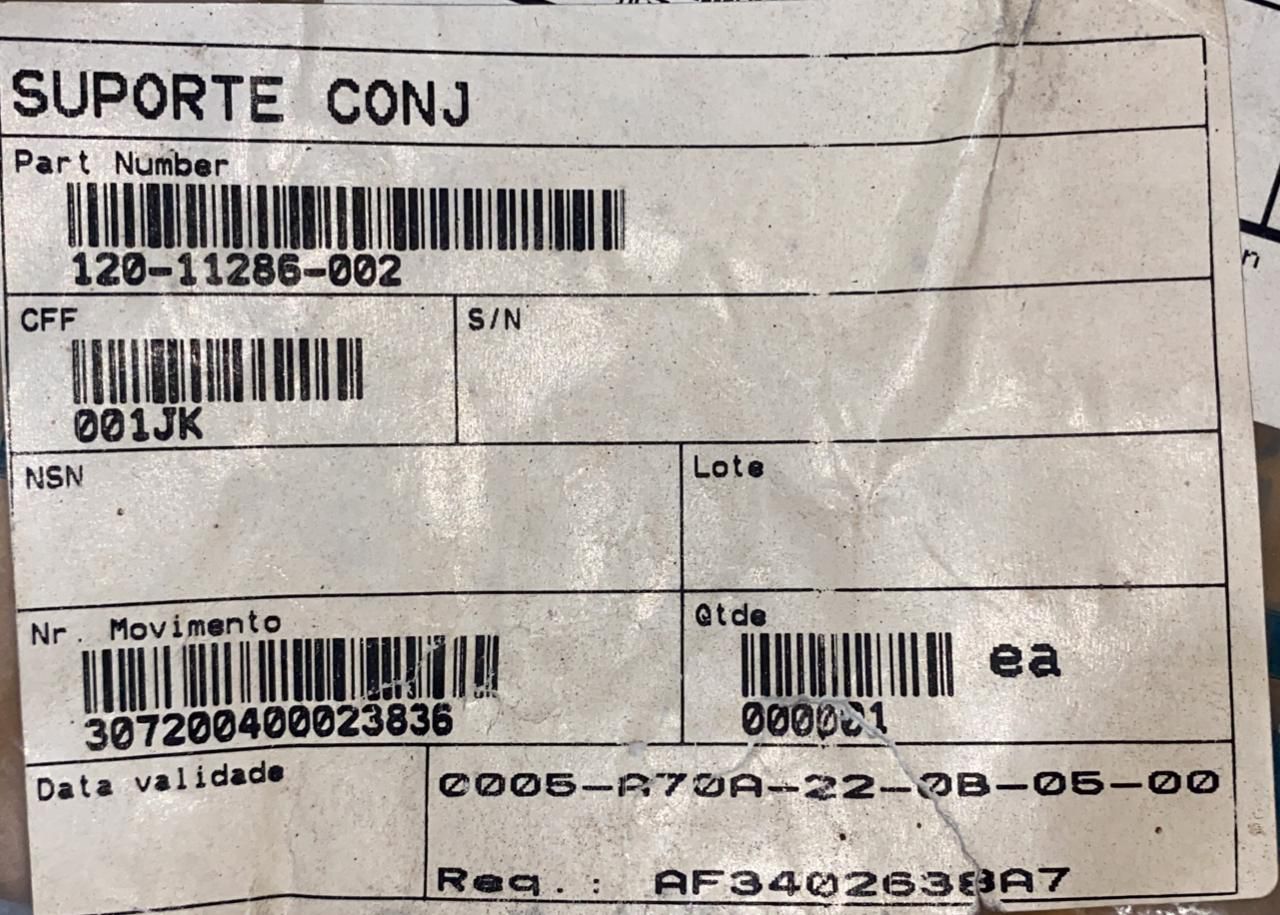 SUPORTE CONJ
Part Number
120-11286-002
CFF
001JK
S/N
NSN
Lote
Nr. Movimento
307200400023836
Qtde
000001 ea
Data validade
0005-A70A-22-0B-05-00
Req.: AF3402638A7